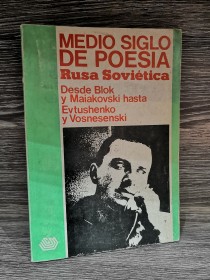 MEDIO SIGLO
DE POESIA
Rusa Soviética
Desde Blok
y Maiakovski hasta
Evtushenko
y Vosnesenski